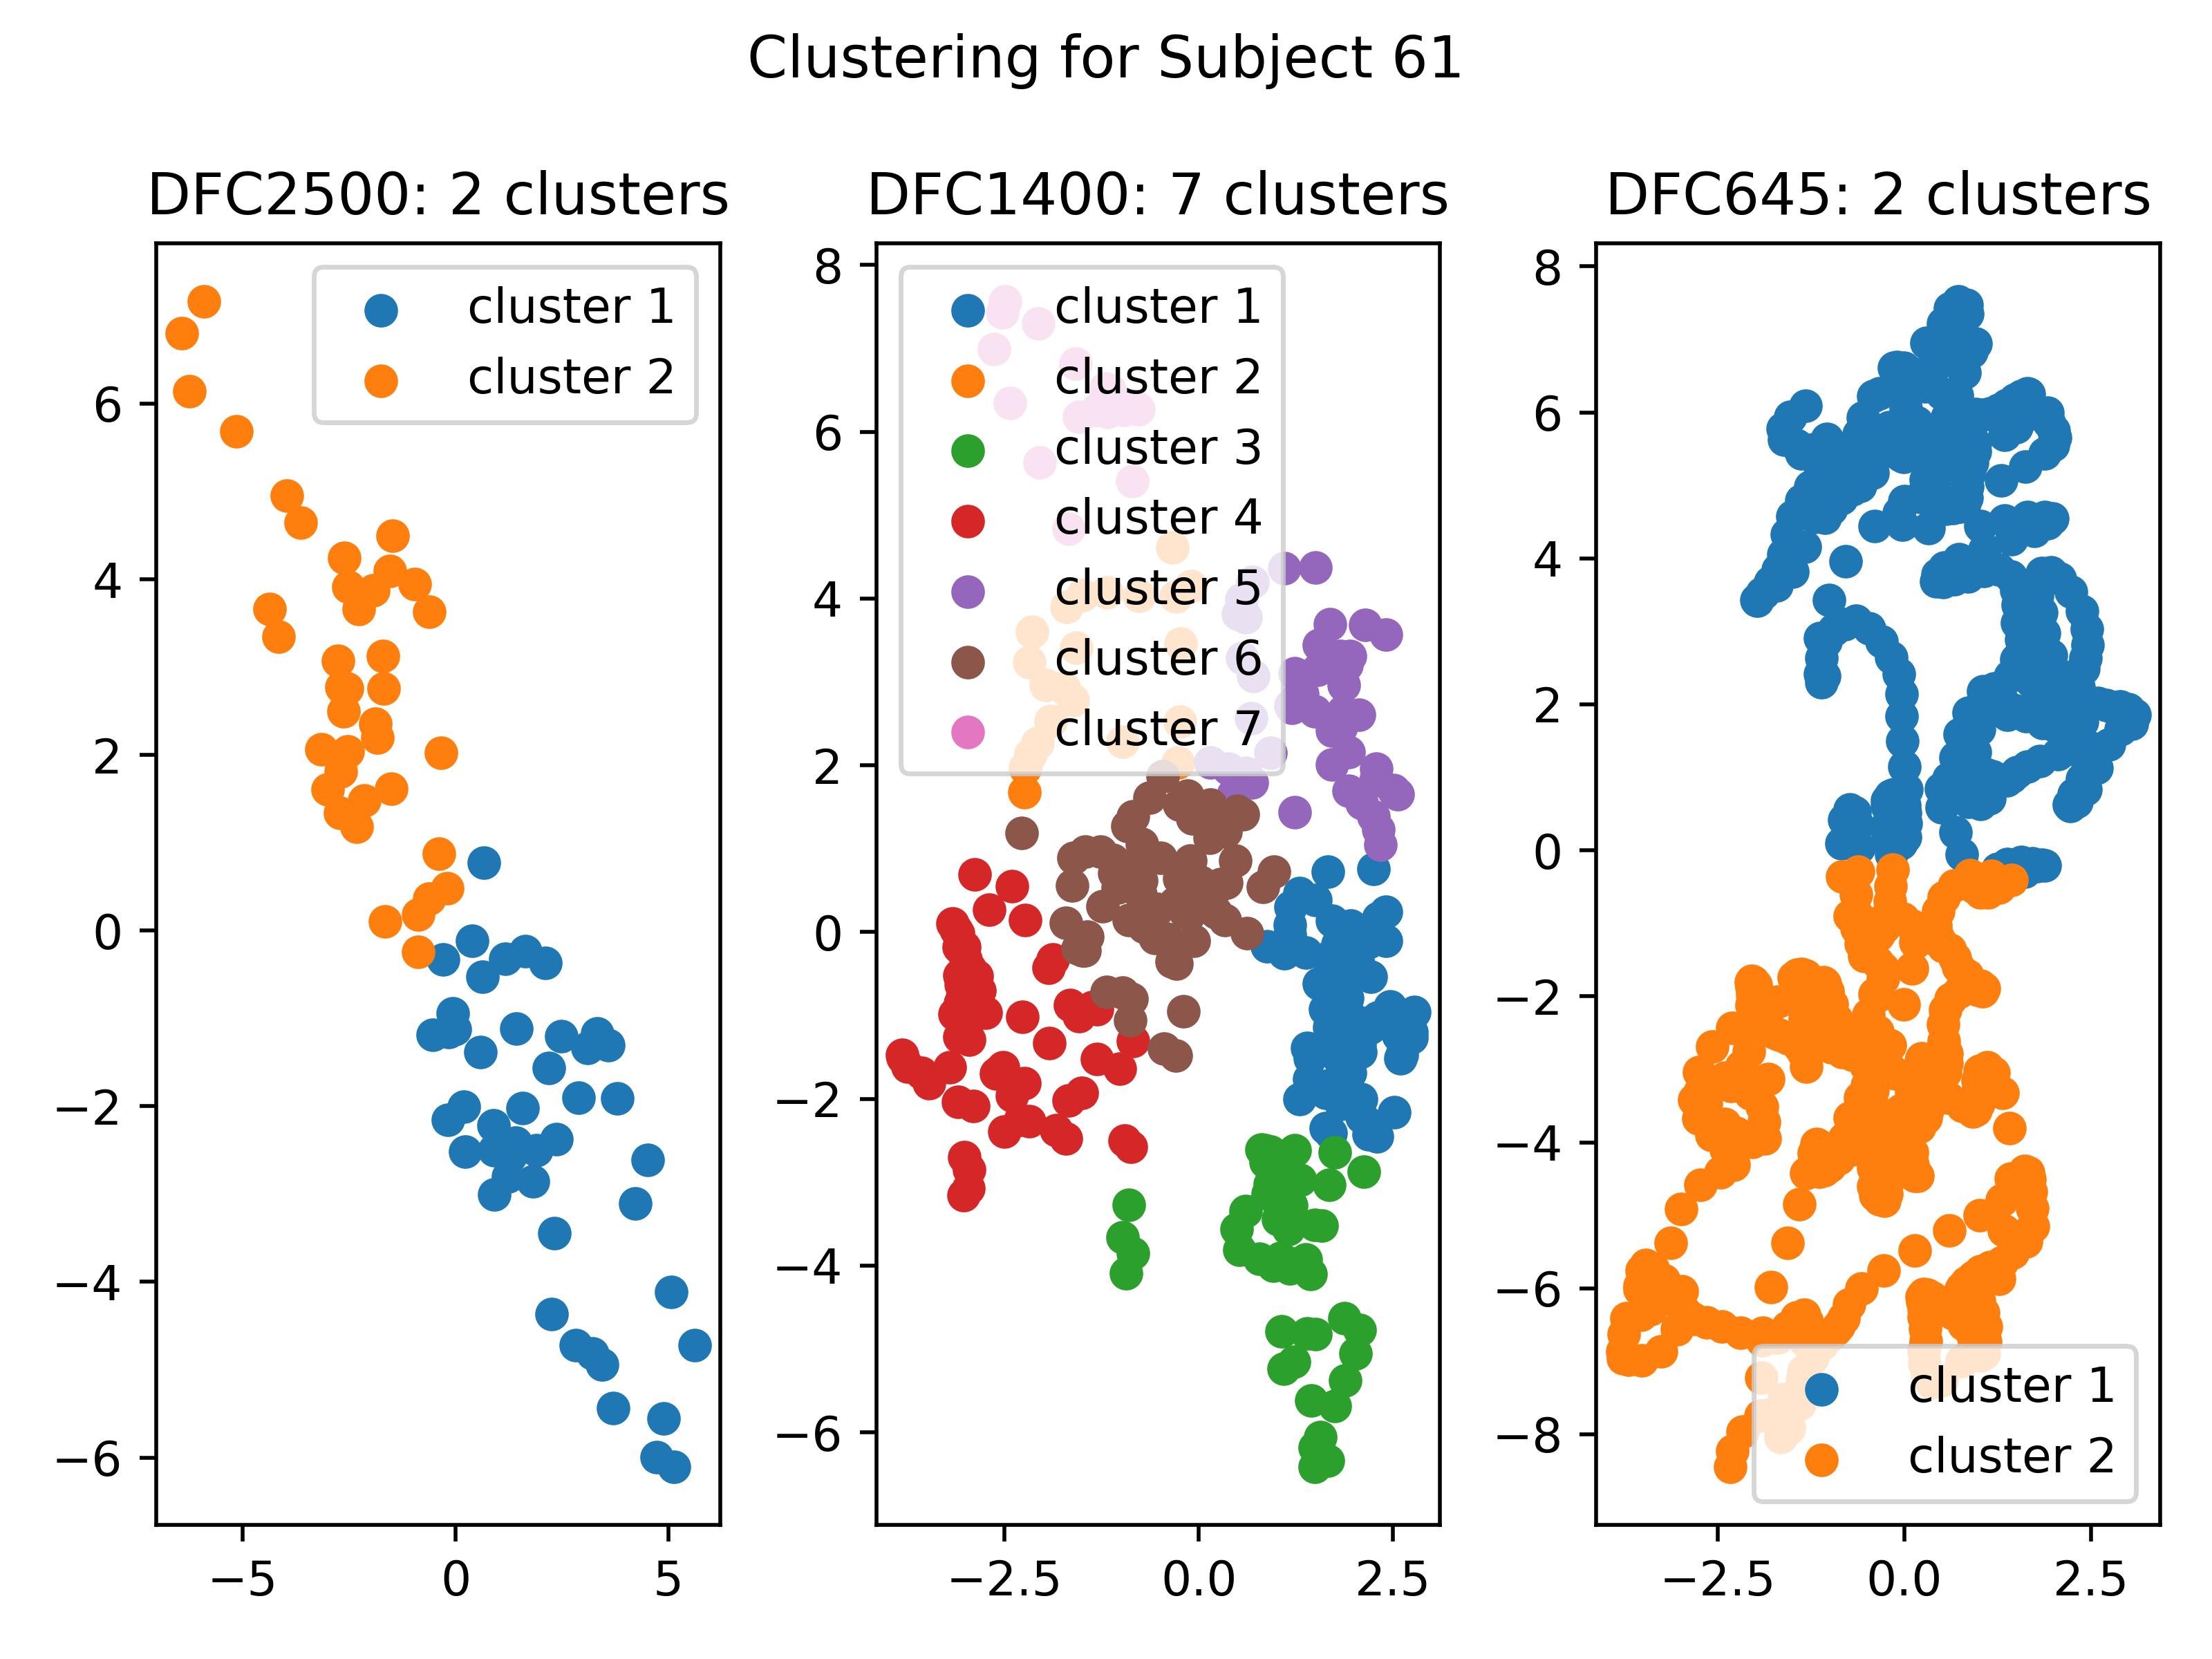 Clustering for Subject 61
DFC2500: 2 clusters
cluster 1
cluster 2
6
4
2
0
−2
−4
−6
−5 0 5
DFC1400: 7 clusters
cluster 1
cluster 2
cluster 3
cluster 4
cluster 5
cluster 6
cluster 7
8
6
4
2
0
−2
−4
−6
−2.5 0.0 2.5
DFC645: 2 clusters
8
6
4
2
0
−2
−4
−6
−8
cluster 1
cluster 2
−2.5 0.0 2.5